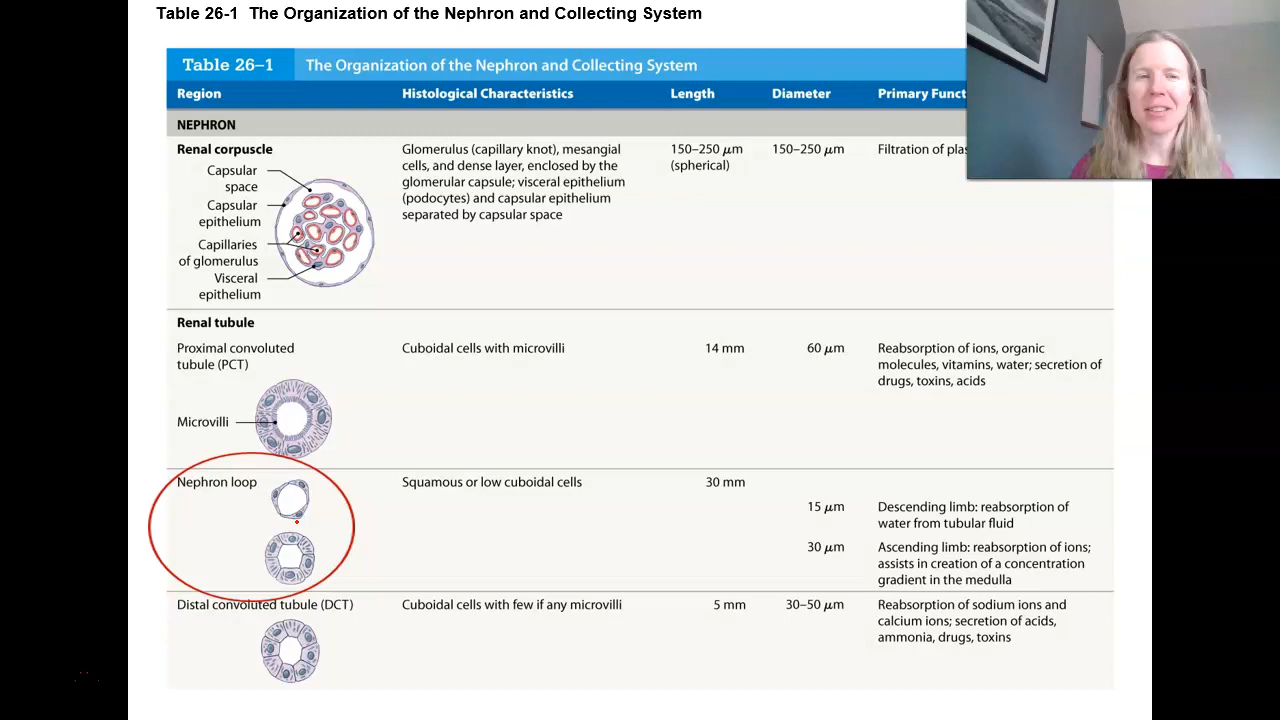 Table 26-1 The Organization of the Nephron and Collecting System
Table 26–1 The Organization of the Nephron and Collecting System
Region Histological Characteristics Length Diameter Primary Funct
NEPHRON
Renal corpuscle
Capsular
space
Capsular
epithelium
Capillaries
of glomerulus
Visceral
epithelium
Glomerulus (capillary knot), mesangial
cells, and dense layer, enclosed by the
glomerular capsule; visceral epithelium
(podocytes) and capsular epithelium
separated by capsular space
150–250 μm
(spherical)
150–250 μm
Filtration of plas
Renal tubule
Proximal convoluted
tubule (PCT)
Microvilli
Cuboidal cells with microvilli
14 mm
60 μm
Reabsorption of ions, organic
molecules, vitamins, water; secretion of
drugs, toxins, acids
Nephron loop
Squamous or low cuboidal cells
30 mm
15 μm
Descending limb: reabsorption of
water from tubular fluid
30 μm
Ascending limb: reabsorption of ions;
assists in creation of a concentration
gradient in the medulla
Distal convoluted tubule (DCT)
Cuboidal cells with few if any microvilli
5 mm
30–50 μm
Reabsorption of sodium ions and
calcium ions; secretion of acids,
ammonia, drugs, toxins